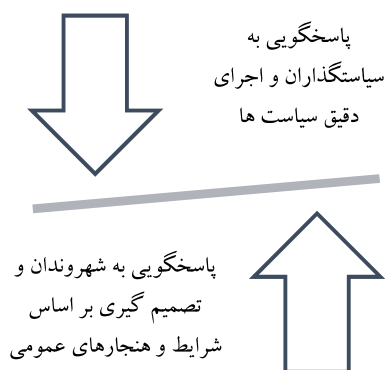 پاسخگویی به
سیاستگذاران و اجرای
دقیق سیاست ها
پاسخگویی به شهروندان و
تصمیم گیری بر اساس
شرایط و هنجارهای عمومی